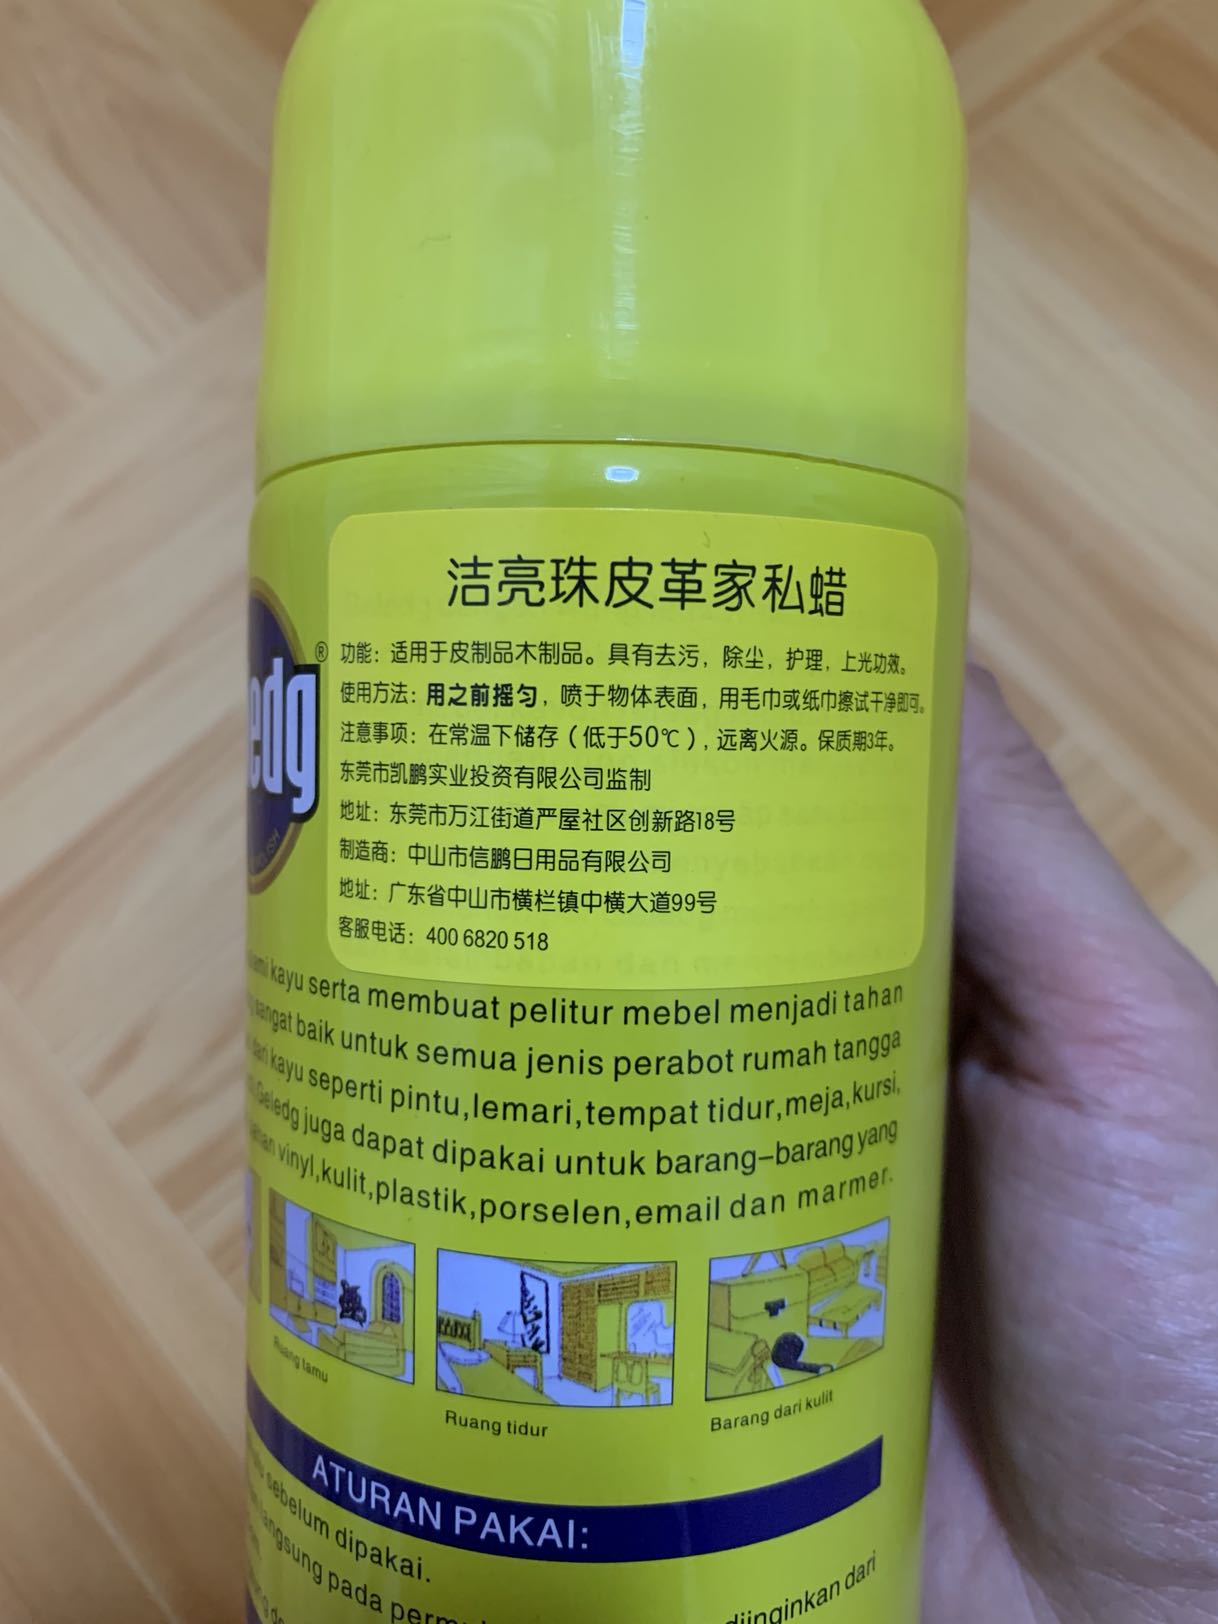 洁亮珠皮革家私蜡
功能：适用于皮制品木制品。具有去污，除尘，护理，上光功效。
使用方法：用之前摇匀，喷于物体表面，用毛巾或纸巾擦试干净即可。
注意事项：在常温下储存（低于50℃），远离火源。保质期3年。
东莞市凯鹏实业投资有限公司监制
地址：东莞市万江街道严屋社区创新路18号
制造商：中山市信鹏日用品有限公司
地址：广东省中山市横栏镇中横大道99号
客服电话：400 6820 518
edg®
kayu serta membuat pelitur mebel menjadi tahan
sangat baik untuk semua jenis perabot rumah tangga
dari kayu seperti pintu,lemari,tempat tidur,meja,kursi,
Geledg juga dapat dipakai untuk barang-barang yang
vinyl,kulit,plastik,porselen,email dan marmer.
Ruang tamu
Ruang tidur
Barang dari kulit
ATURAN PAKAI:
sebelum dipakai.
langsung pada
diinginkan dari